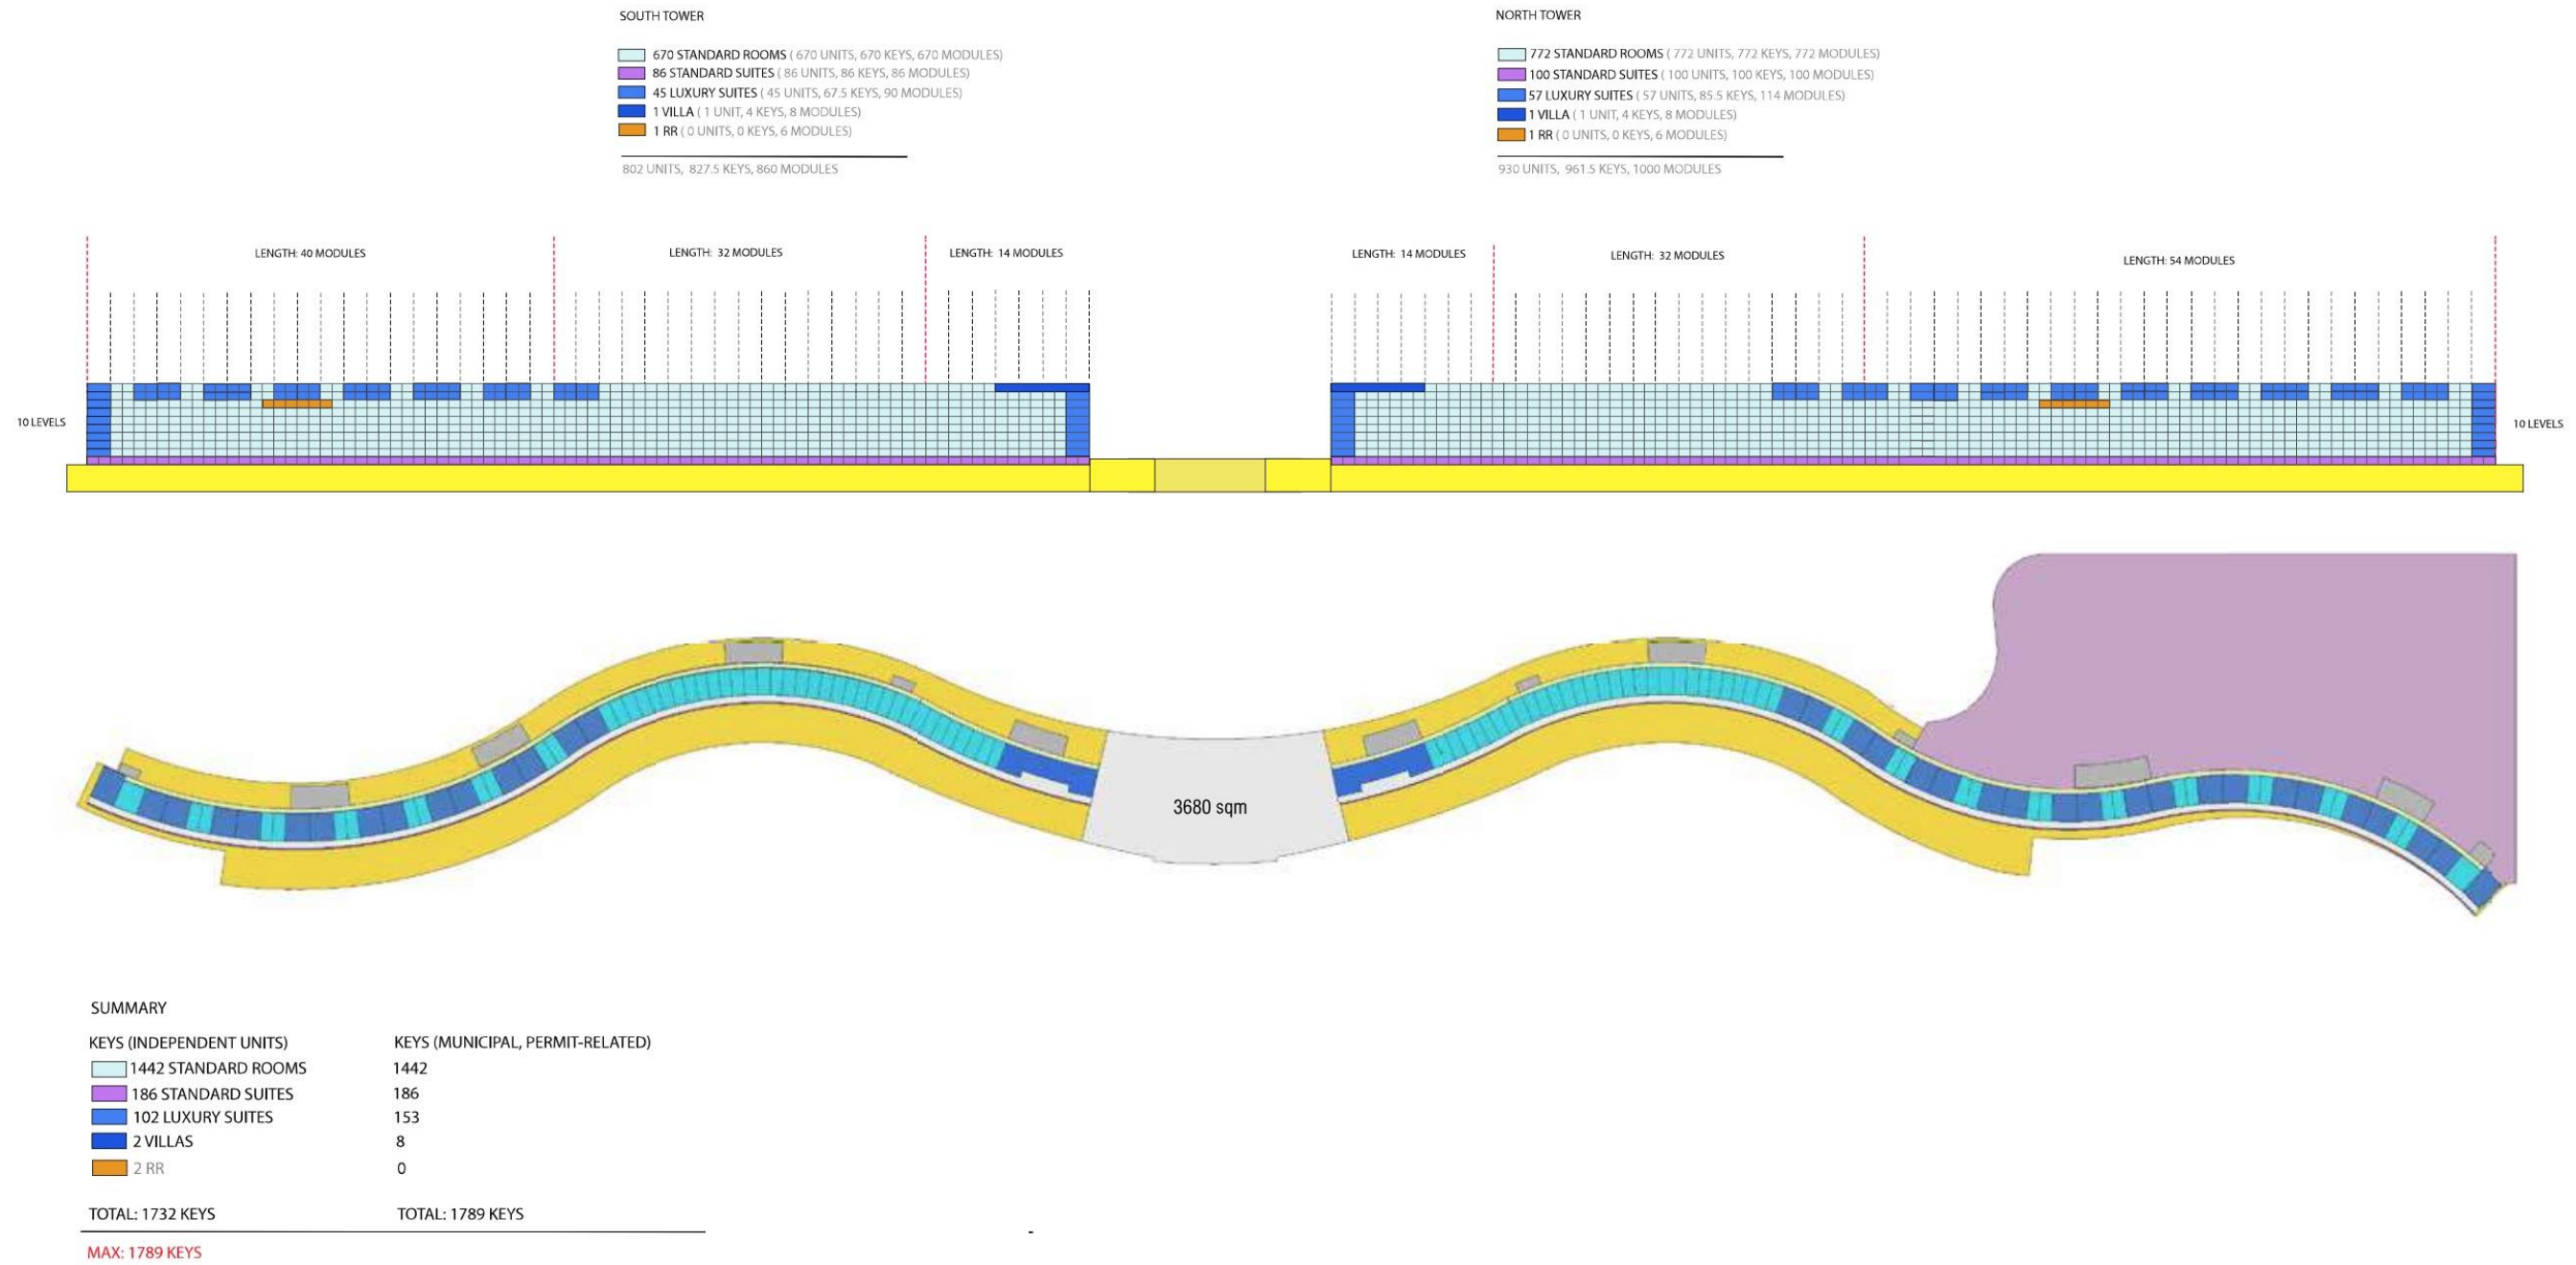 SOUTH TOWER
670 STANDARD ROOMS ( 670 UNITS, 670 KEYS, 670 MODULES)
86 STANDARD SUITES ( 86 UNITS, 86 KEYS, 86 MODULES)
45 LUXURY SUITES ( 45 UNITS, 67.5 KEYS, 90 MODULES)
1 VILLA ( 1 UNIT, 4 KEYS, 8 MODULES)
1 RR ( 0 UNITS, 0 KEYS, 6 MODULES)
802 UNITS, 827.5 KEYS, 860 MODULES
NORTH TOWER
772 STANDARD ROOMS ( 772 UNITS, 772 KEYS, 772 MODULES)
100 STANDARD SUITES ( 100 UNITS, 100 KEYS, 100 MODULES)
57 LUXURY SUITES ( 57 UNITS, 85.5 KEYS, 114 MODULES)
1 VILLA ( 1 UNIT, 4 KEYS, 8 MODULES)
1 RR ( 0 UNITS, 0 KEYS, 6 MODULES)
930 UNITS, 961.5 KEYS, 1000 MODULES
LENGTH: 40 MODULES
LENGTH: 32 MODULES
LENGTH: 14 MODULES
LENGTH: 14 MODULES
LENGTH: 32 MODULES
LENGTH: 54 MODULES
10 LEVELS
10 LEVELS
3680 sqm
SUMMARY
KEYS (INDEPENDENT UNITS) KEYS (MUNICIPAL, PERMIT-RELATED)
1442 STANDARD ROOMS 1442
186 STANDARD SUITES 186
102 LUXURY SUITES 153
2 VILLAS 8
2 RR 0
TOTAL: 1732 KEYS TOTAL: 1789 KEYS
MAX: 1789 KEYS